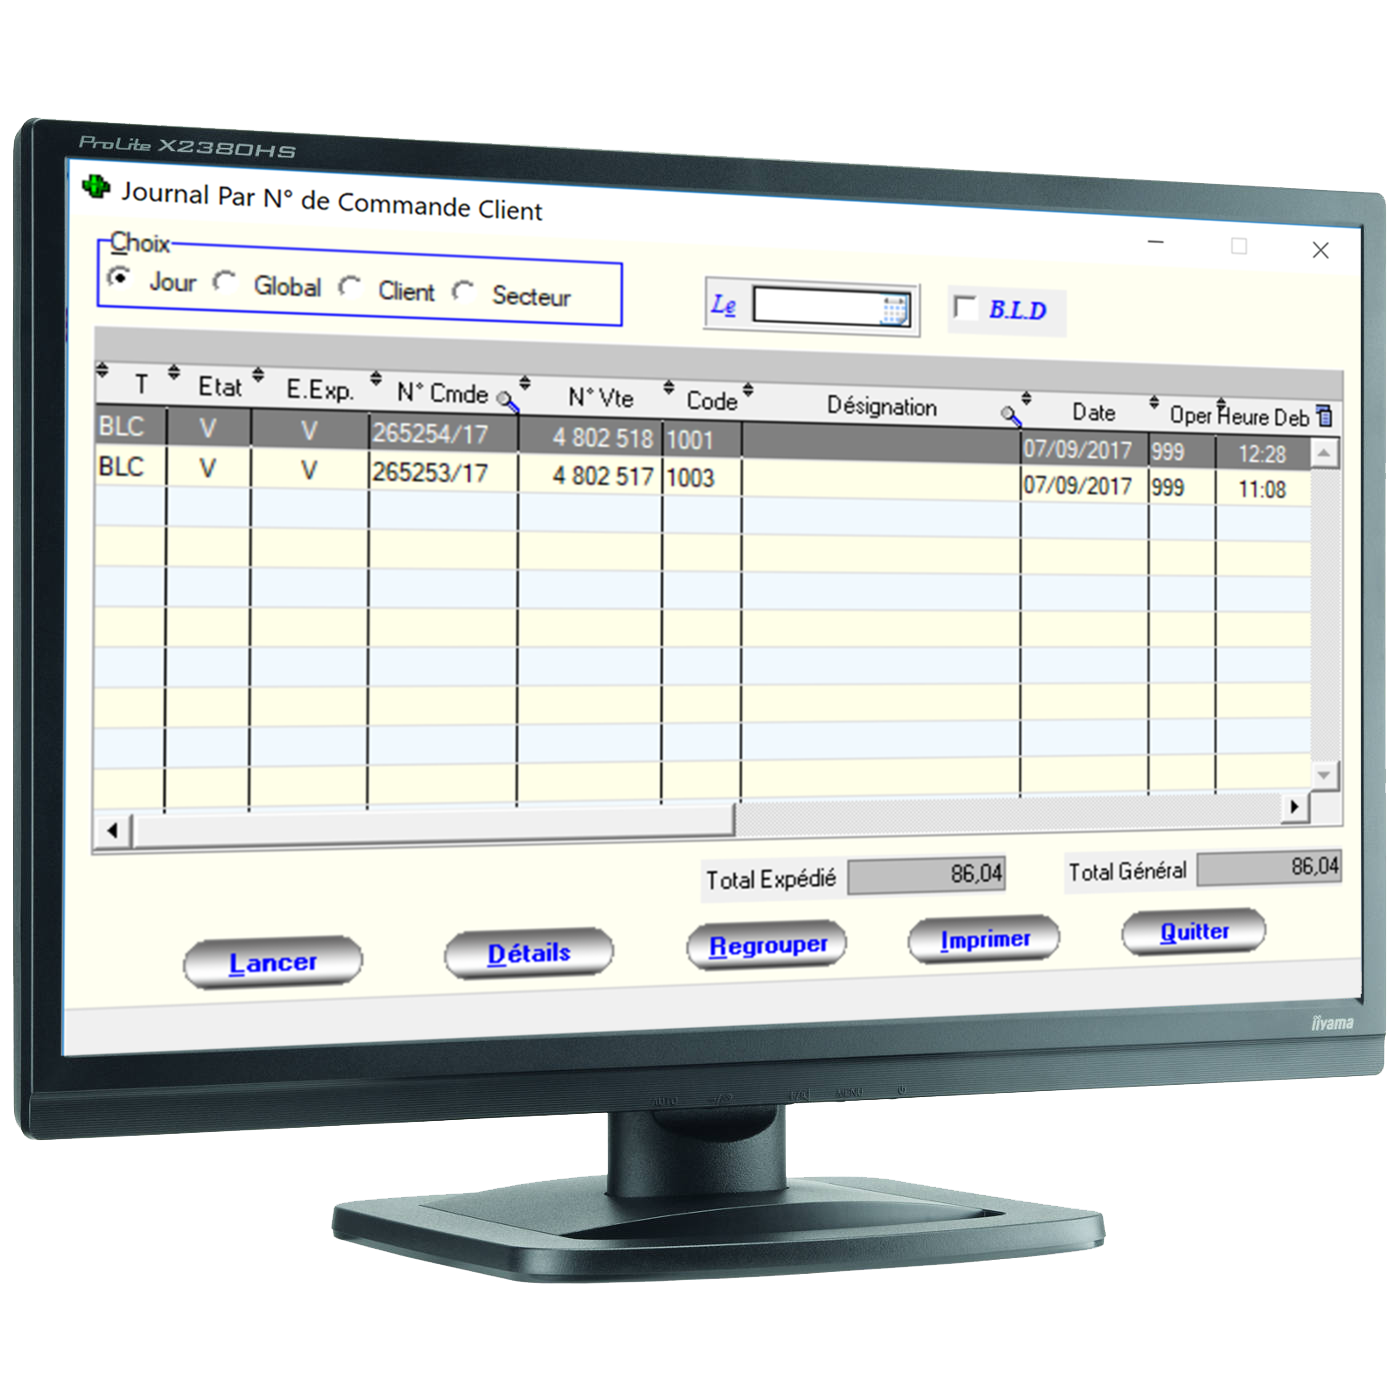 ProLite X2380HS
Journal Par N° de Commande Client
Choix
Jour Global Client Secteur
Le
B.L.D
T Etat E.Exp. N° Cmde N° Vte Code Désignation Date Oper Heure Deb
BLC V V 265254/17 4 802 518 1001 07/09/2017 999 12:28
BLC V V 265253/17 4 802 517 1003 07/09/2017 999 11:08
Total Expédié 86,04 Total Général 86,04
Lancer Détails Regrouper Imprimer Quitter
iiyama
AUTO MENU